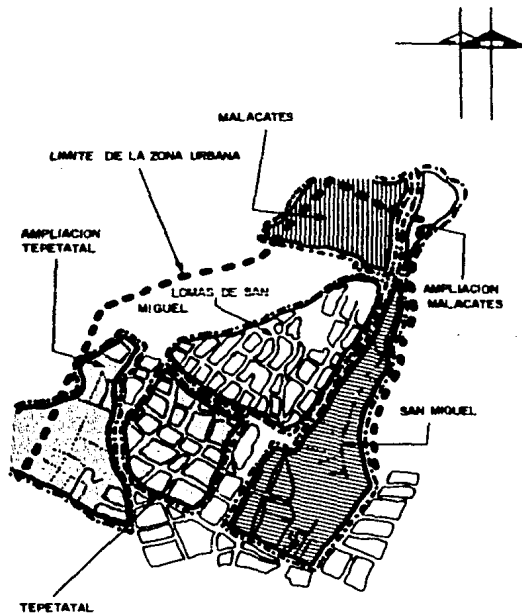 MALACATES
LIMITE DE LA ZONA URBANA
AMPLIACION
TEPETATAL
LOMAS DE SAN
MIGUEL
AMPLIACION
MALACATES
SAN MIGUEL
TEPETATAL